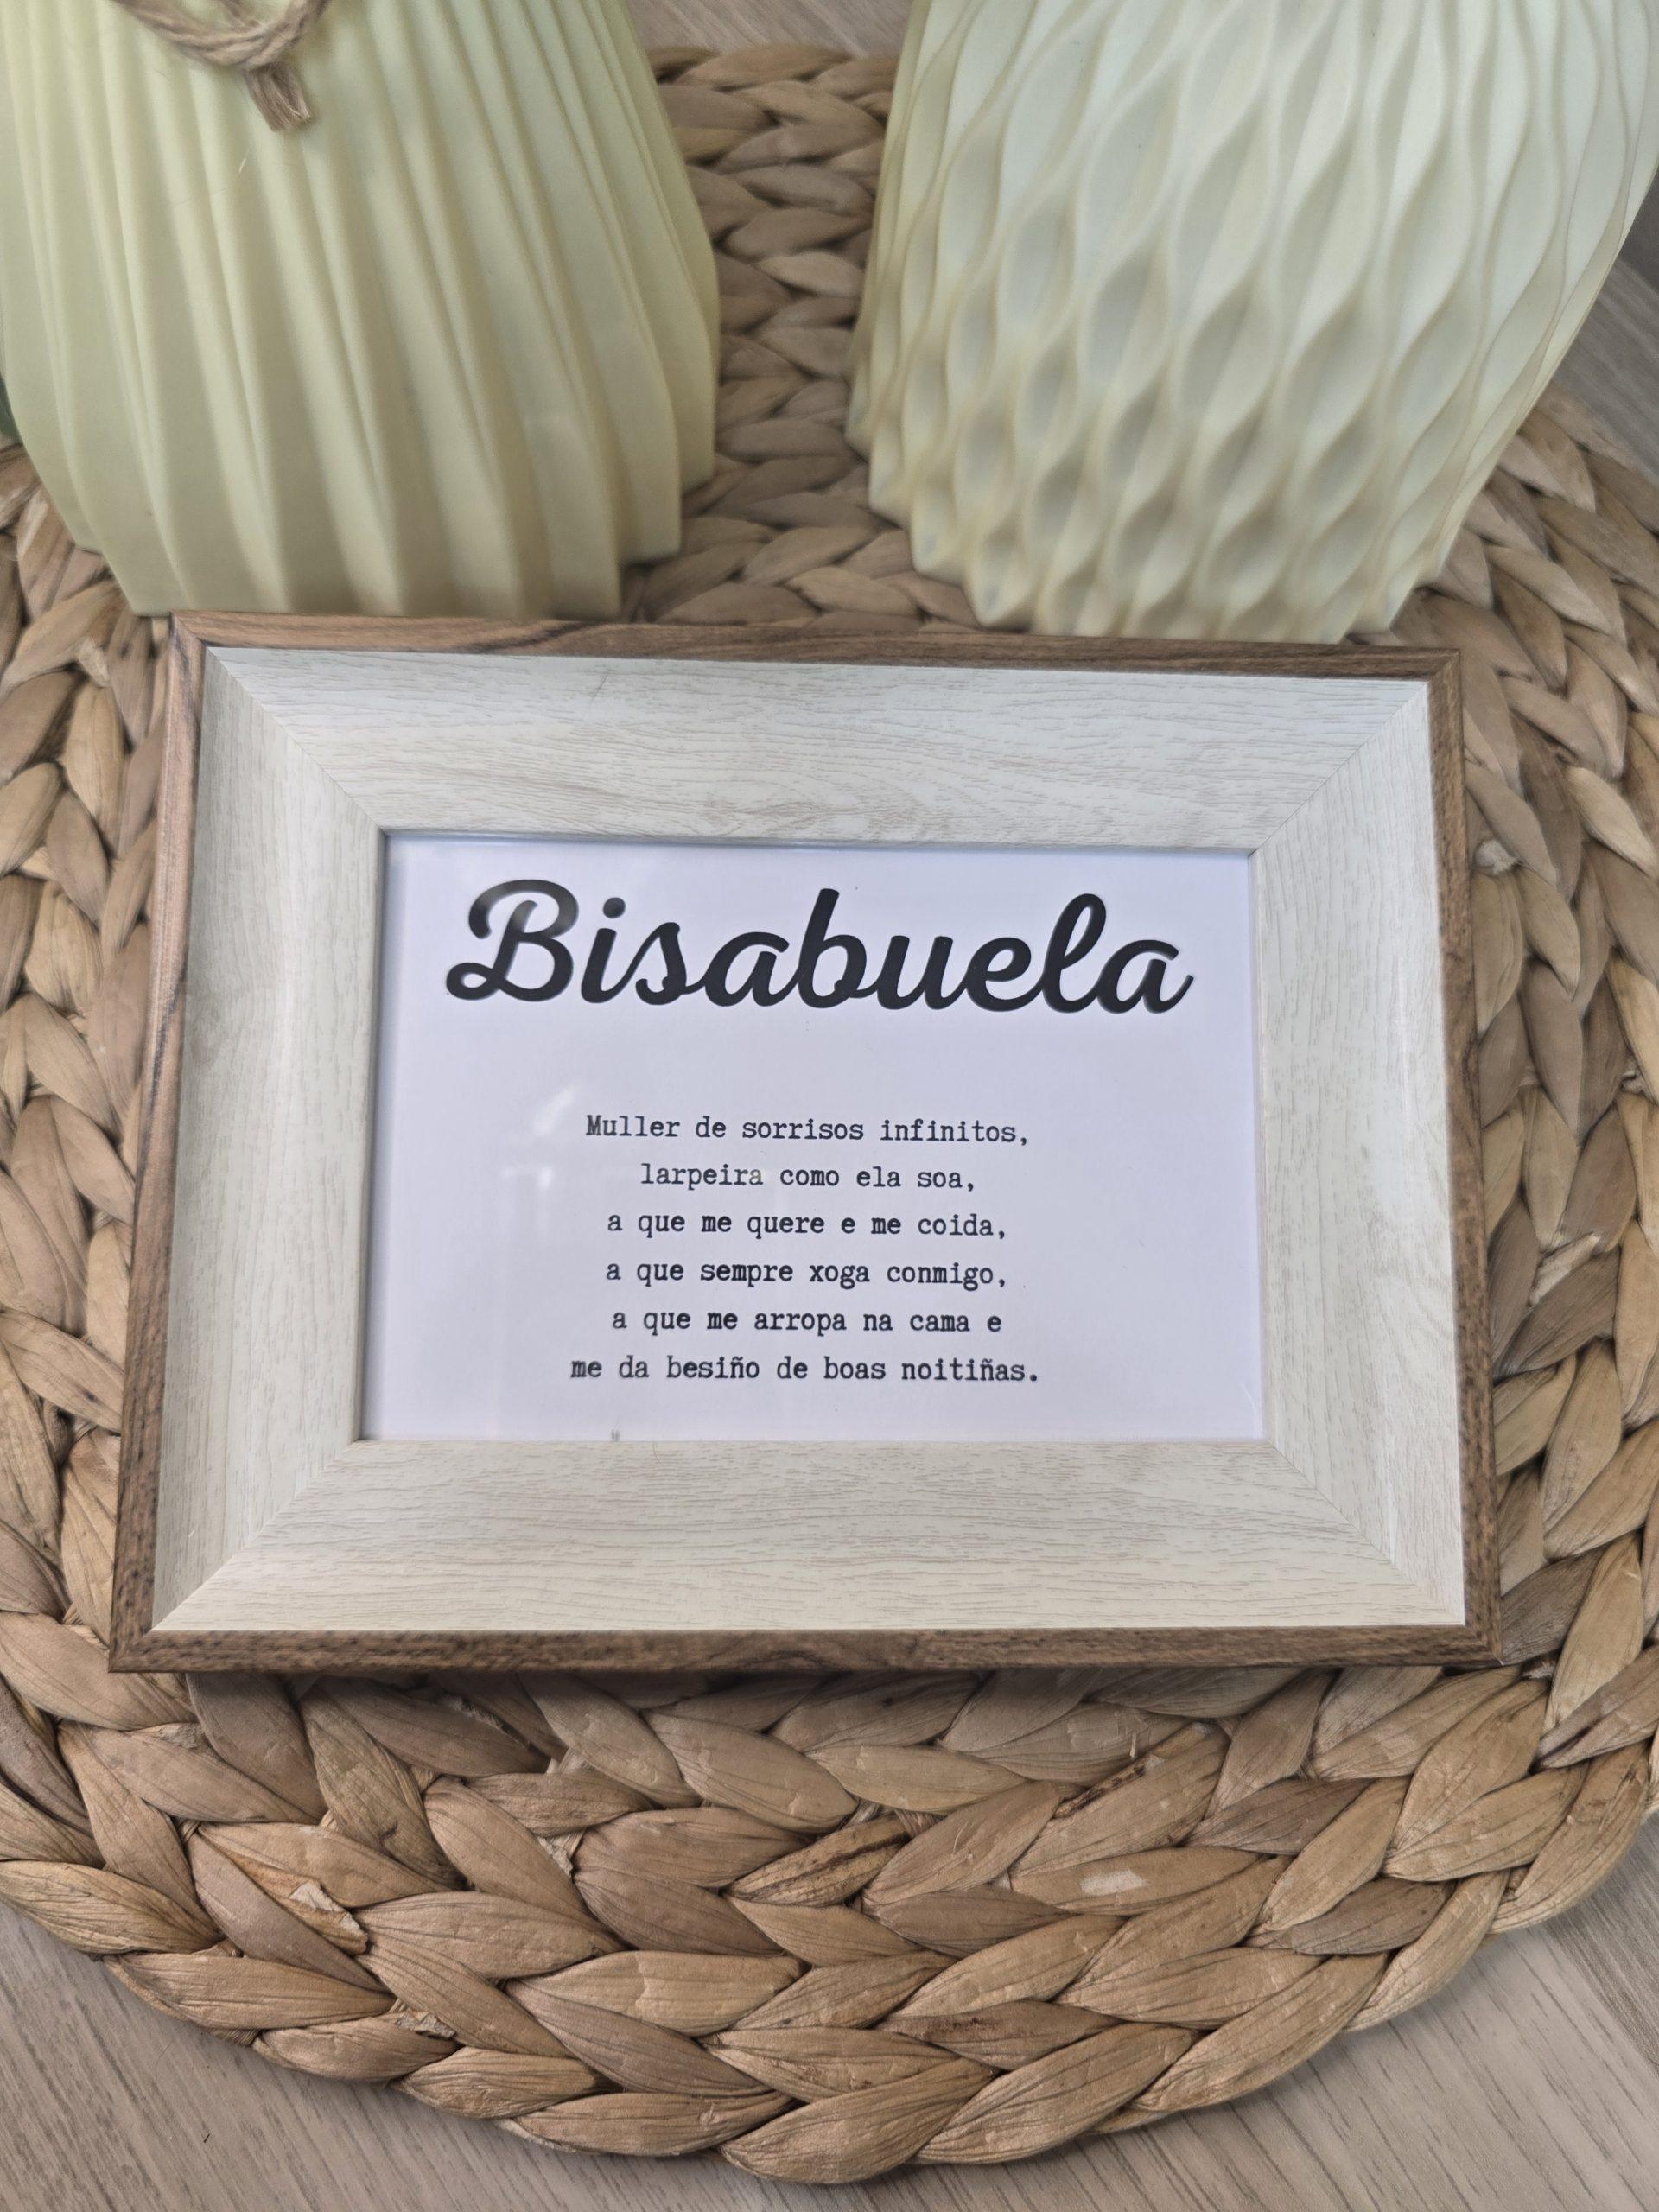 Bisabuela
Muller de sorrisos infinitos,
larpeira como ela soa,
a que me quere e me coida,
a que sempre xoga conmigo,
a que me arropa na cama e
me da besiño de boas noitiñas.